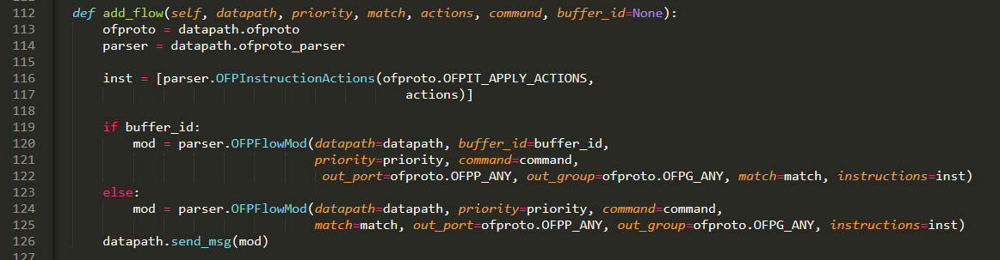 112 def add_flow(self, datapath, priority, match, actions, command, buffer_id=None):
113 ofproto = datapath.ofproto
114 parser = datapath.ofproto_parser
115
116 inst = [parser.OFPInstructionActions(ofproto.OFPIT_APPLY_ACTIONS,
117 actions)]
118
119 if buffer_id:
120 mod = parser.OFPFlowMod(datapath=datapath, buffer_id=buffer_id,
121 priority=priority, command=command,
122 out_port=ofproto.OFPP_ANY, out_group=ofproto.OFPG_ANY, match=match, instructions=inst)
123 else:
124 mod = parser.OFPFlowMod(datapath=datapath, priority=priority, command=command,
125 match=match, out_port=ofproto.OFPP_ANY, out_group=ofproto.OFPG_ANY, instructions=inst)
126 datapath.send_msg(mod)
127